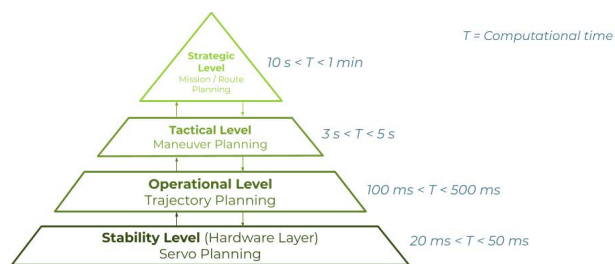 T = Computational time
Strategic
Level
Mission / Route
Planning
10 s < T < 1 min
Tactical Level
Maneuver Planning
3 s < T < 5 s
Operational Level
Trajectory Planning
100 ms < T < 500 ms
Stability Level (Hardware Layer)
Servo Planning
20 ms < T < 50 ms